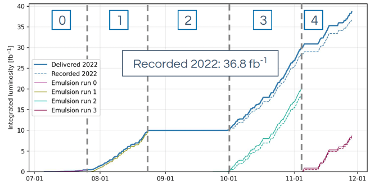 40
35
30
25
20
15
10
5
0
Integrated luminosity (fb⁻¹)
0
1
2
3
4
Recorded 2022: 36.8 fb⁻¹
Delivered 2022
Recorded 2022
Emulsion run 0
Emulsion run 1
Emulsion run 2
Emulsion run 3
07-01
08-01
09-01
10-01
11-01
12-01